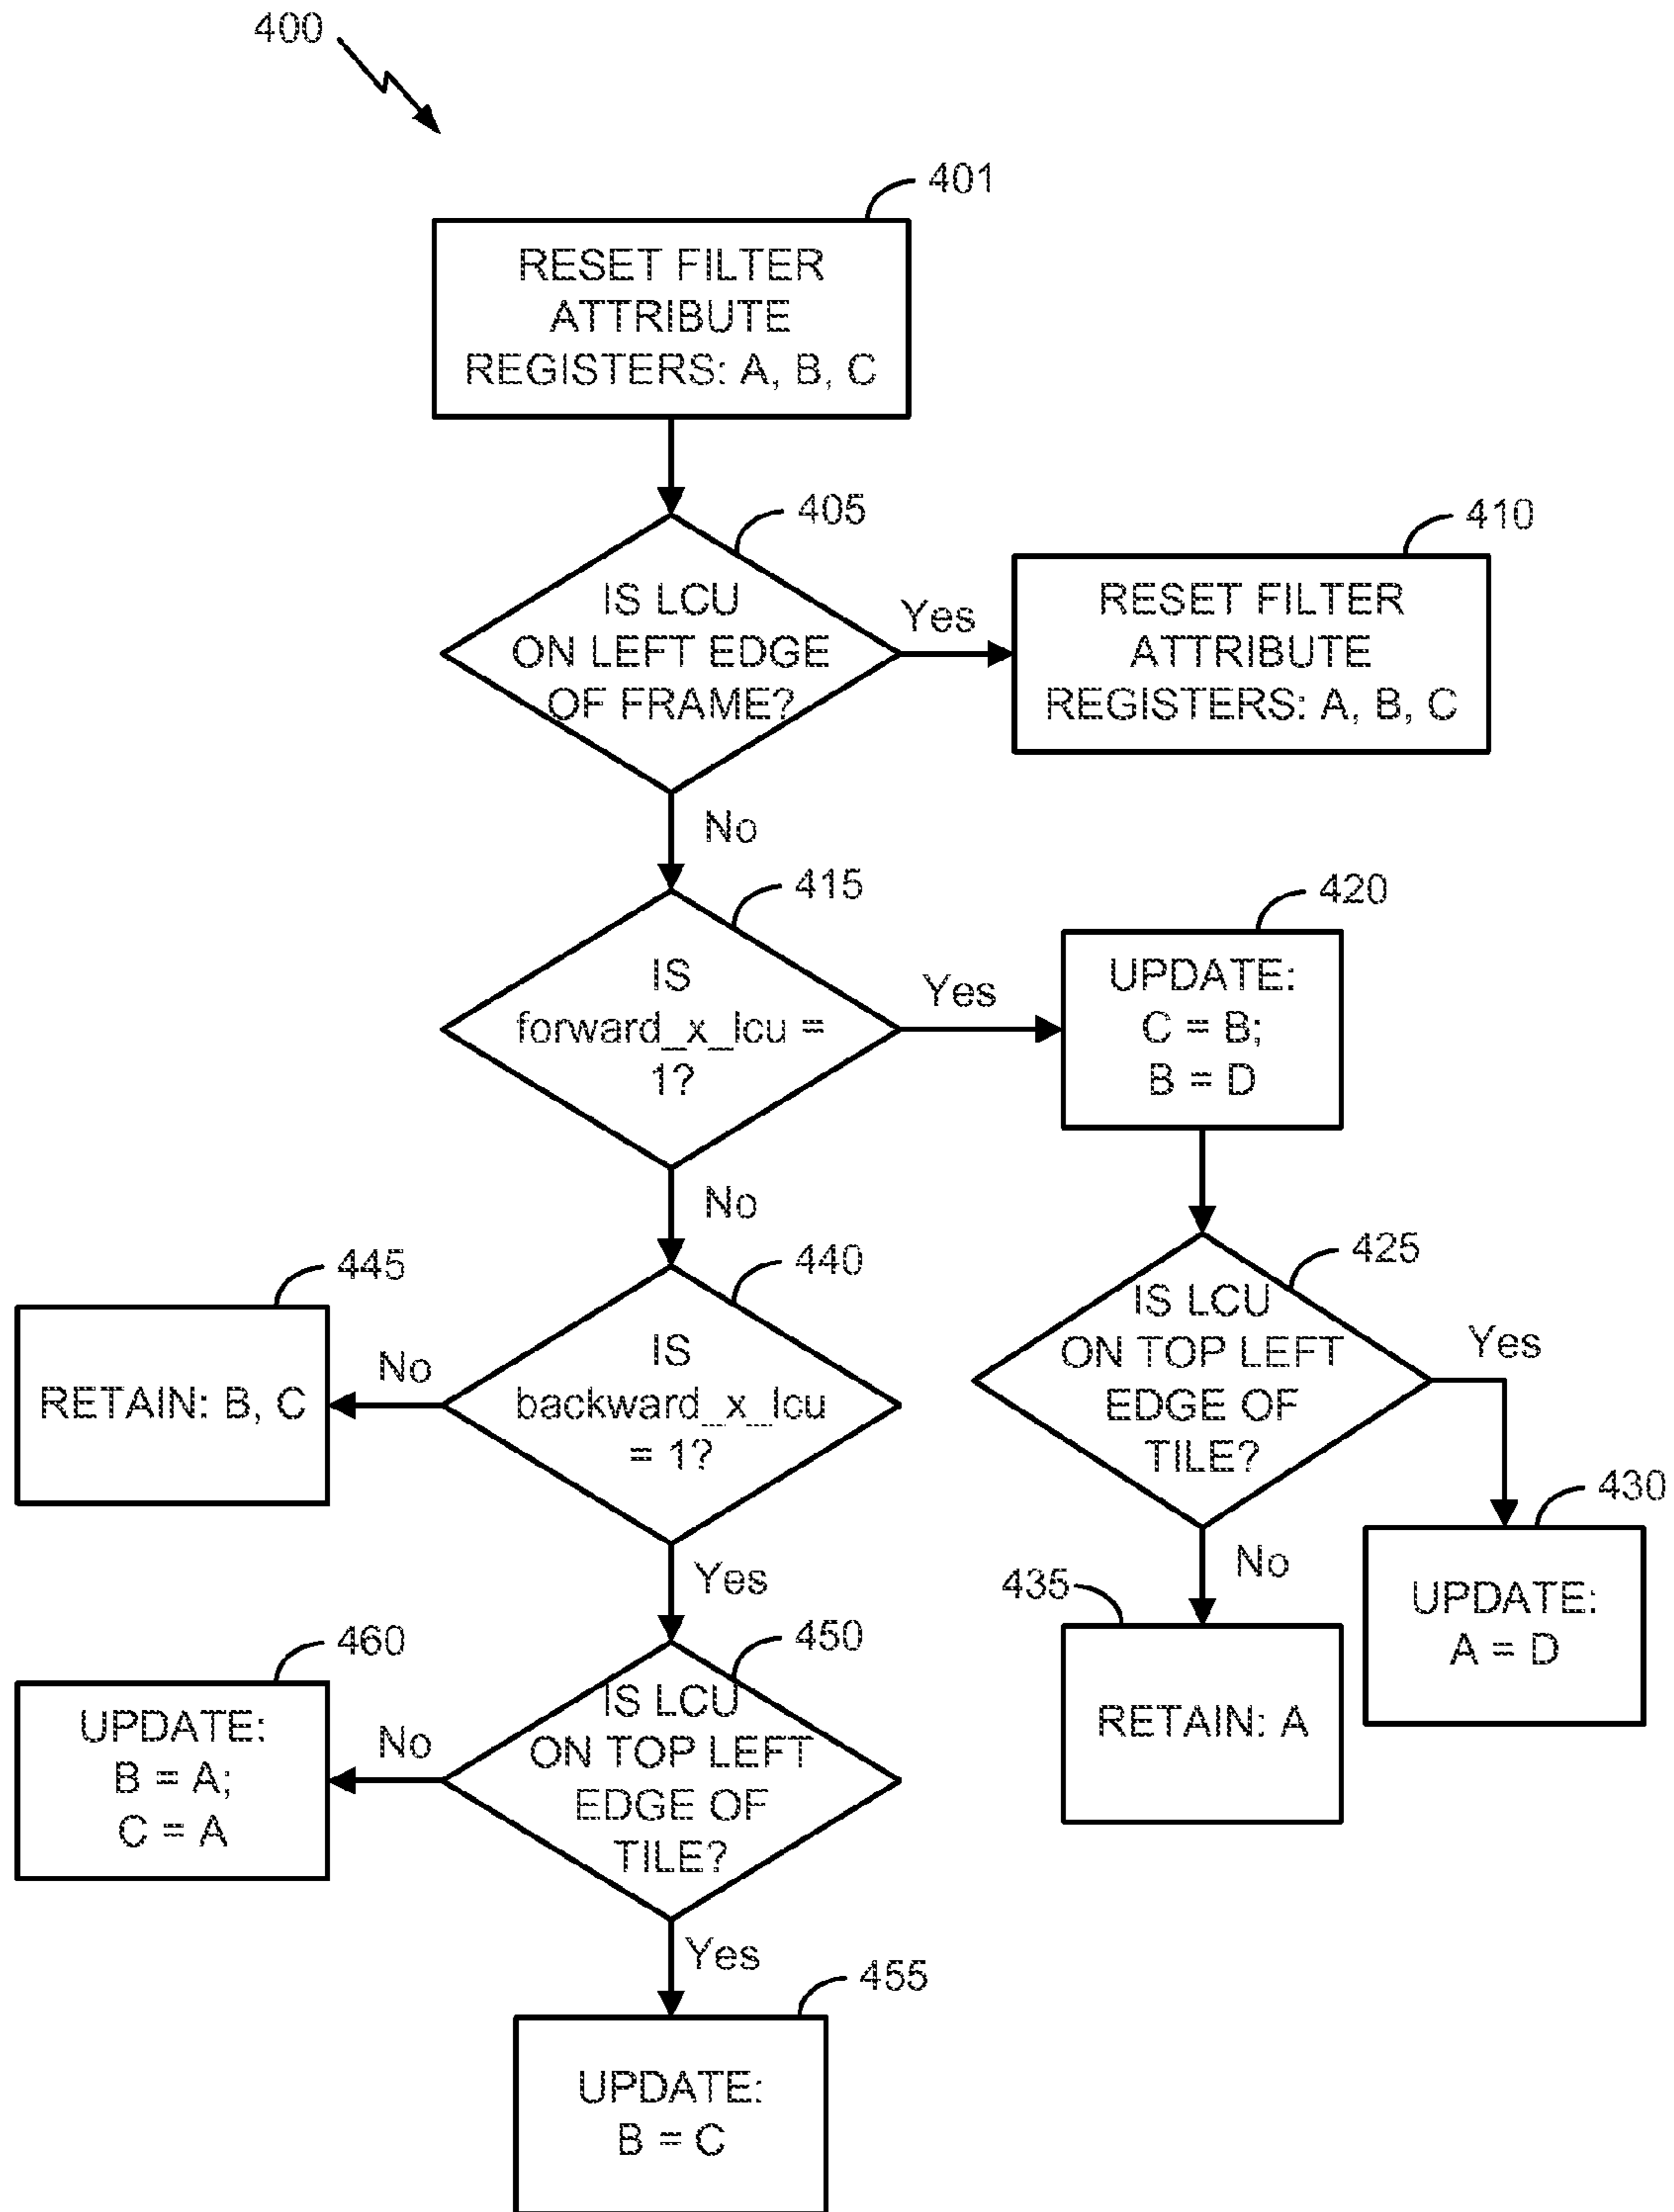 400
401
RESET FILTER
ATTRIBUTE
REGISTERS: A, B, C
405
IS LCU
ON LEFT EDGE
OF FRAME?
Yes
410
RESET FILTER
ATTRIBUTE
REGISTERS: A, B, C
No
415
IS
forward_x_lcu =
1?
Yes
420
UPDATE:
C = B;
B = D
No
425
IS LCU
ON TOP LEFT
EDGE OF
TILE?
Yes
430
UPDATE:
A = D
No
435
RETAIN: A
440
IS
backward_x_lcu
= 1?
No
445
RETAIN: B, C
Yes
450
IS LCU
ON TOP LEFT
EDGE OF
TILE?
No
460
UPDATE:
B = A;
C = A
Yes
455
UPDATE:
B = C